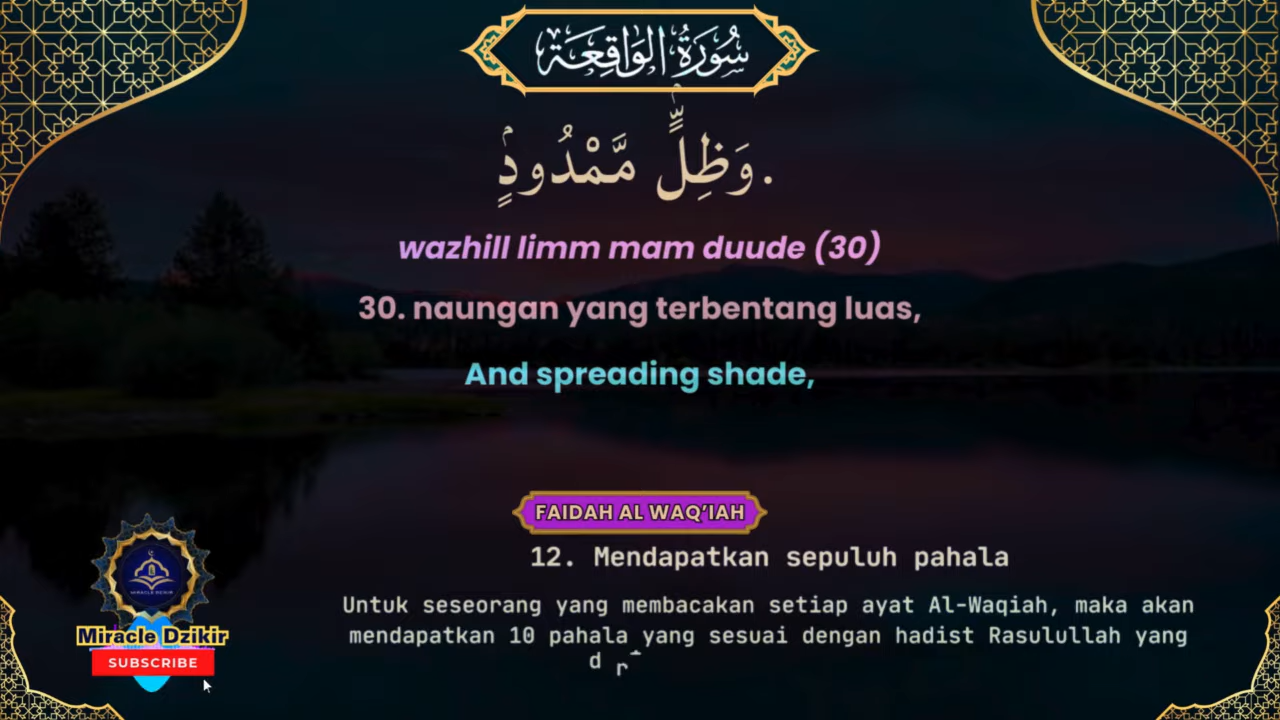 سُورَةُ الوَاقِعَة
وَظِلٍّ مَّمْدُودٍ.
wazhill limm mam duude (30)
30. naungan yang terbentang luas,
And spreading shade,
FAIDAH AL WAQ'IAH
12. Mendapatkan sepuluh pahala
Untuk seseorang yang membacakan setiap ayat Al-Waqiah, maka akan
mendapatkan 10 pahala yang sesuai dengan hadist Rasulullah yang
MIRACLE DZIKIR
Miracle Dzikir
SUBSCRIBE